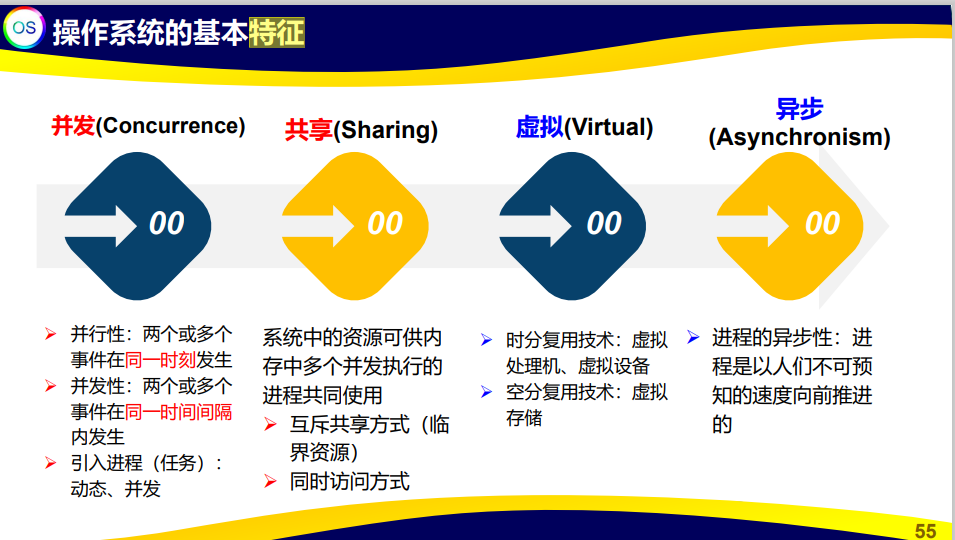 OS
操作系统的基本特征
并发(Concurrence)
00
并行性：两个或多个
事件在同一时刻发生
并发性：两个或多个
事件在同一时间间隔
内发生
引入进程（任务）：
动态、并发
共享(Sharing)
00
系统中的资源可供内
存中多个并发执行的
进程共同使用
互斥共享方式（临
界资源）
同时访问方式
虚拟(Virtual)
00
时分复用技术：虚拟
处理机、虚拟设备
空分复用技术：虚拟
存储
异步
(Asynchronism)
00
进程的异步性：进
程是以人们不可预
知的速度向前推进
的
55